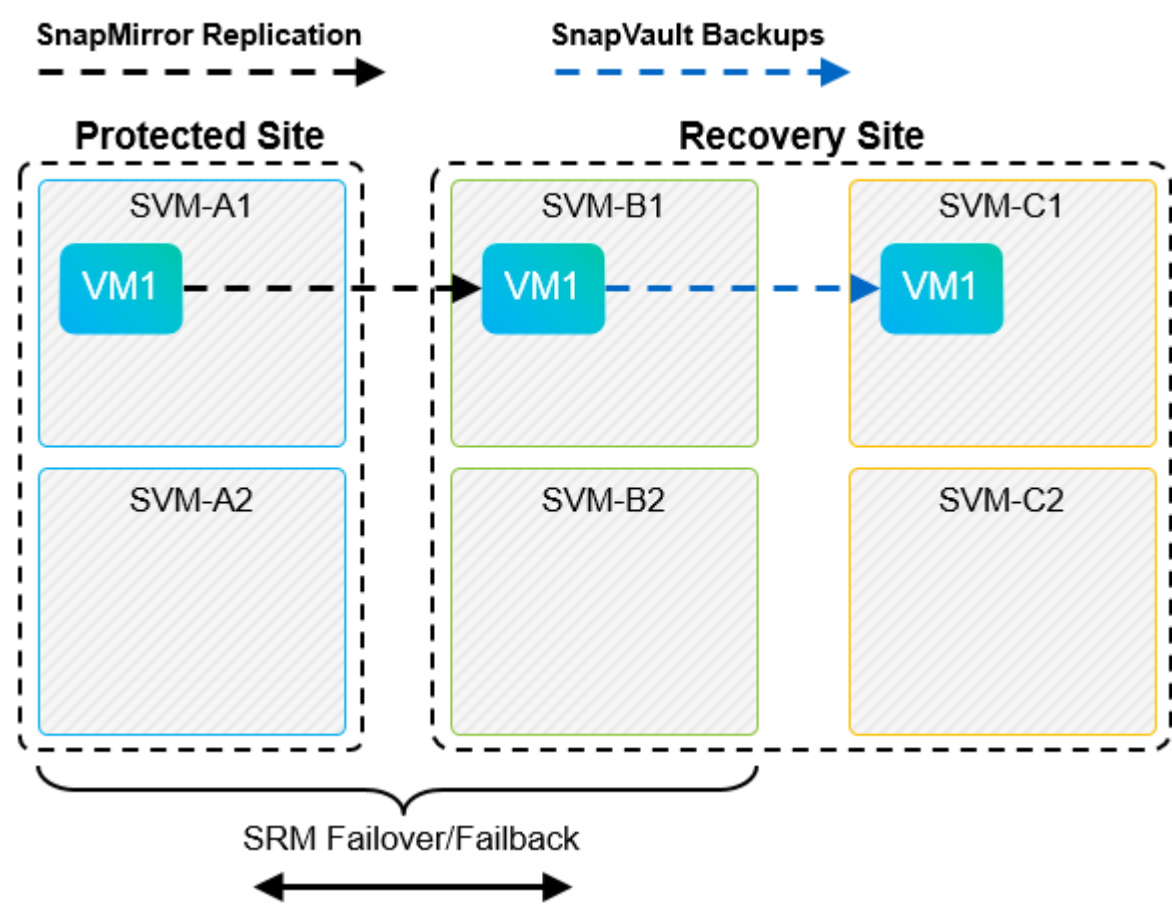 SnapMirror Replication
SnapVault Backups
Protected Site
Recovery Site
SVM-A1
SVM-B1
SVM-C1
VM1
VM1
VM1
SVM-A2
SVM-B2
SVM-C2
SRM Failover/Failback